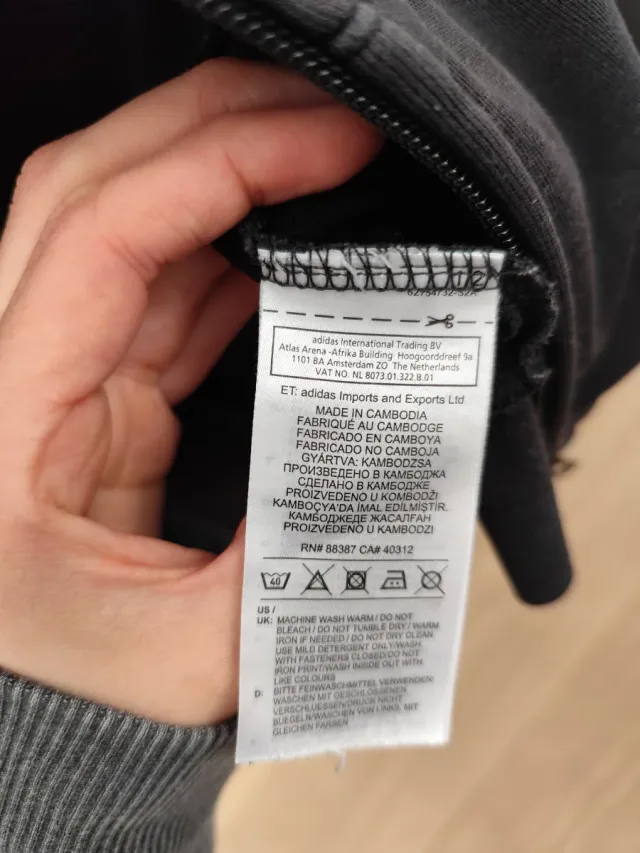 adidas International Trading BV
Atlas Arena -Afrika Building Hoogoorddreef 9a
1101 BA Amsterdam ZO The Netherlands
VAT NO. NL 8073.01.322.B.01
ET: adidas Imports and Exports Ltd
MADE IN CAMBODIA
FABRIQUÉ AU CAMBODGE
FABRICADO EN CAMBOYA
FABRICADO NO CAMBOJA
GYÁRTVA: KAMBODZSA
ПРОИЗВЕДЕНО В КАМБОДЖА
СДЕЛАНО В КАМБОДЖЕ
PROIZVEDENO U KOMBODŽI
KAMBOÇYA'DA İMAL EDİLMİŞTİR.
КАМБОДЖЕДЕ ЖАСАЛҒАН
PROIZVEDENO U KAMBODŽI
RN# 88387 CA# 40312
40
US /
UK: MACHINE WASH WARM / DO NOT
BLEACH / DO NOT TUMBLE DRY / WARM
IRON IF NEEDED / DO NOT DRY CLEAN
USE MILD DETERGENT ONLY/WASH
WITH FASTENERS CLOSED/DO NOT
IRON PRINT/WASH INSIDE OUT WITH
LIKE COLOURS
D: BITTE FEINWASCHMITTEL VERWENDEN/
WASCHEN MIT GESCHLOSSENEN
VERSCHLUESSEN/DRUCK NICHT
BUEGELN/WASCHEN VON LINKS, MIT
GLEICHEN FARBEN